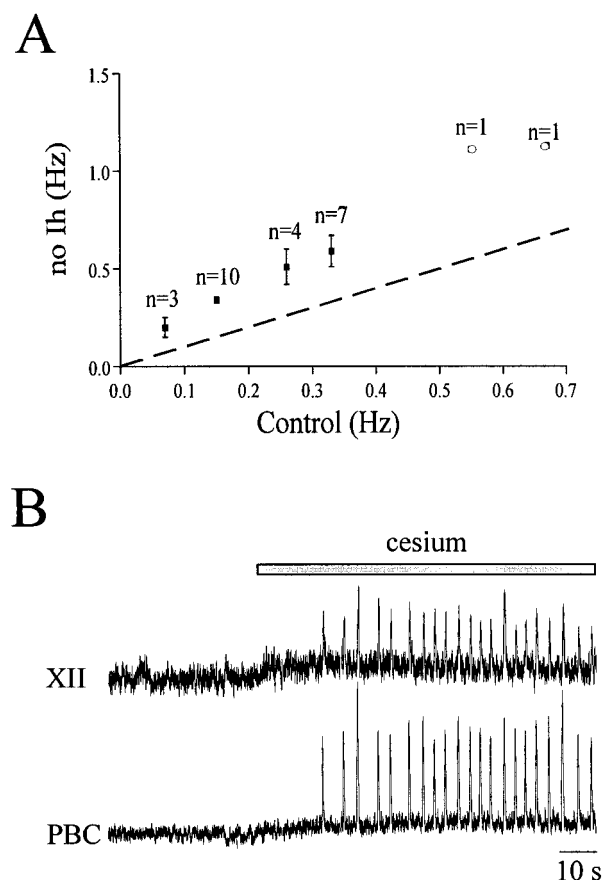 A
1.5
n=1
n=1
no Ih (Hz)
1.0
n=7
n=4
0.5
n=10
n=3
0.0
0.0 0.1 0.2 0.3 0.4 0.5 0.6 0.7
Control (Hz)
B
cesium
XII
PBC
10 s